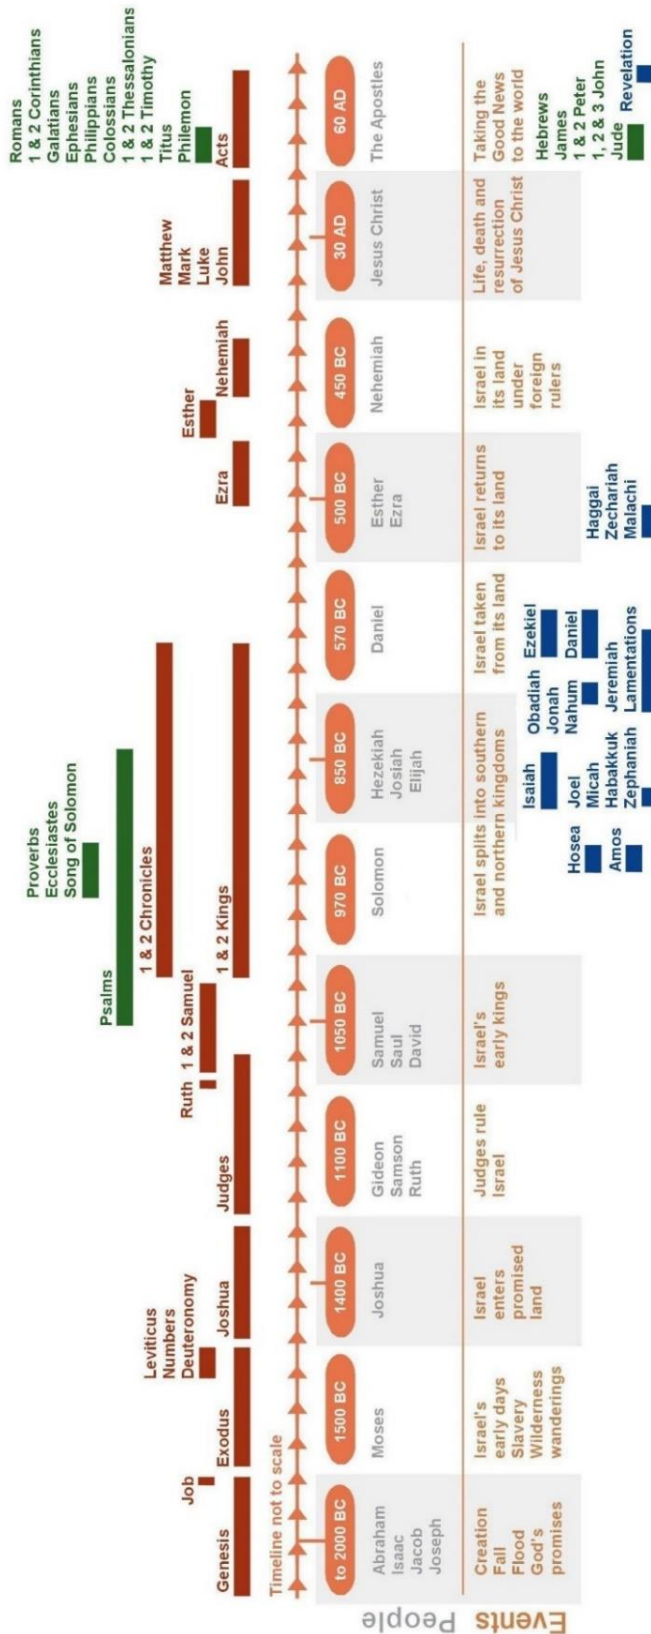 Romans
1 & 2 Corinthians
Galatians
Ephesians
Philippians
Colossians
1 & 2 Thessalonians
1 & 2 Timothy
Titus
Philemon
Proverbs
Ecclesiastes
Song of Solomon
Psalms
Matthew
Mark
Luke
John
Acts
Esther
Nehemiah
Ezra
1 & 2 Chronicles
1 & 2 Kings
Ruth
1 & 2 Samuel
Judges
Leviticus
Numbers
Deuteronomy
Joshua
Job
Exodus
Genesis
Timeline not to scale
to 2000 BC
1500 BC
1400 BC
1100 BC
1050 BC
970 BC
850 BC
570 BC
500 BC
450 BC
30 AD
60 AD
People
Abraham
Isaac
Jacob
Joseph
Moses
Joshua
Gideon
Samson
Ruth
Samuel
Saul
David
Solomon
Hezekiah
Josiah
Elijah
Daniel
Esther
Ezra
Nehemiah
Jesus Christ
The Apostles
Events
Creation
Fall
Flood
God's
promises
Israel's
early days
Slavery
Wilderness
wanderings
Israel
enters
promised
land
Judges rule
Israel
Israel's
early kings
Israel splits into southern
and northern kingdoms
Israel taken
from its land
Israel returns
to its land
Israel in
its land
under
foreign
rulers
Life, death and
resurrection
of Jesus Christ
Taking the
Good News
to the world
Hosea
Amos
Isaiah
Joel
Micah
Habakkuk
Zephaniah
Obadiah
Jonah
Nahum
Jeremiah
Lamentations
Ezekiel
Daniel
Haggai
Zechariah
Malachi
Hebrews
James
1 & 2 Peter
1, 2 & 3 John
Jude
Revelation